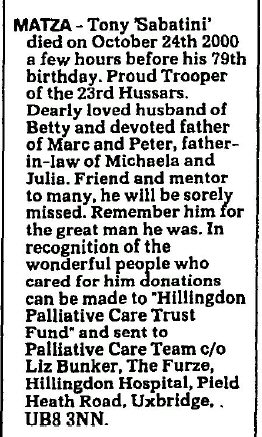 MATZA - Tony 'Sabatini'
died on October 24th 2000
a few hours before his 79th
birthday. Proud Trooper
of the 23rd Hussars.
Dearly loved husband of
Betty and devoted father
of Marc and Peter, father-
in-law of Michaela and
Julia. Friend and mentor
to many, he will be sorely
missed. Remember him for
the great man he was. In
recognition of the
wonderful people who
cared for him donations
can be made to "Hillingdon
Palliative Care Trust
Fund" and sent to
Palliative Care Team c/o
Liz Bunker, The Furze,
Hillingdon Hospital, Pield
Heath Road, Uxbridge, .
UB8 3NN.